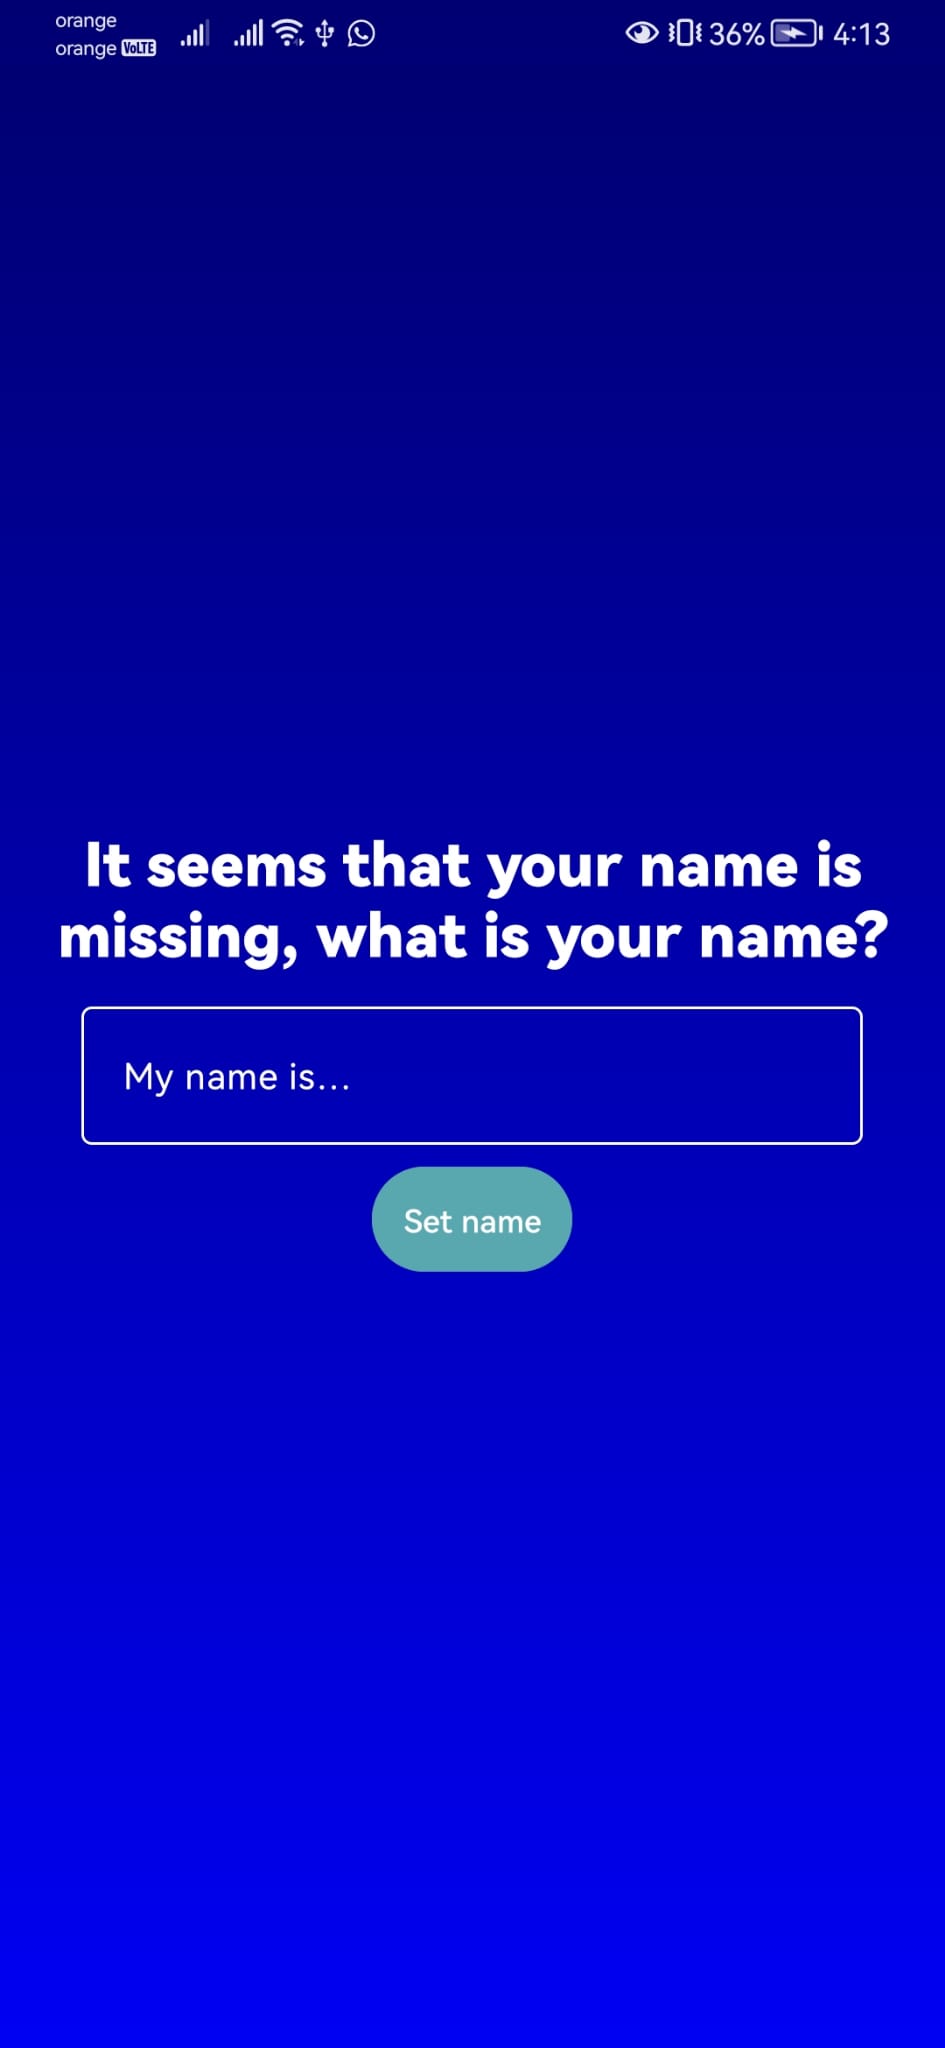 orange
orange VoLTE
36% 4:13
It seems that your name is
missing, what is your name?
My name is...
Set name